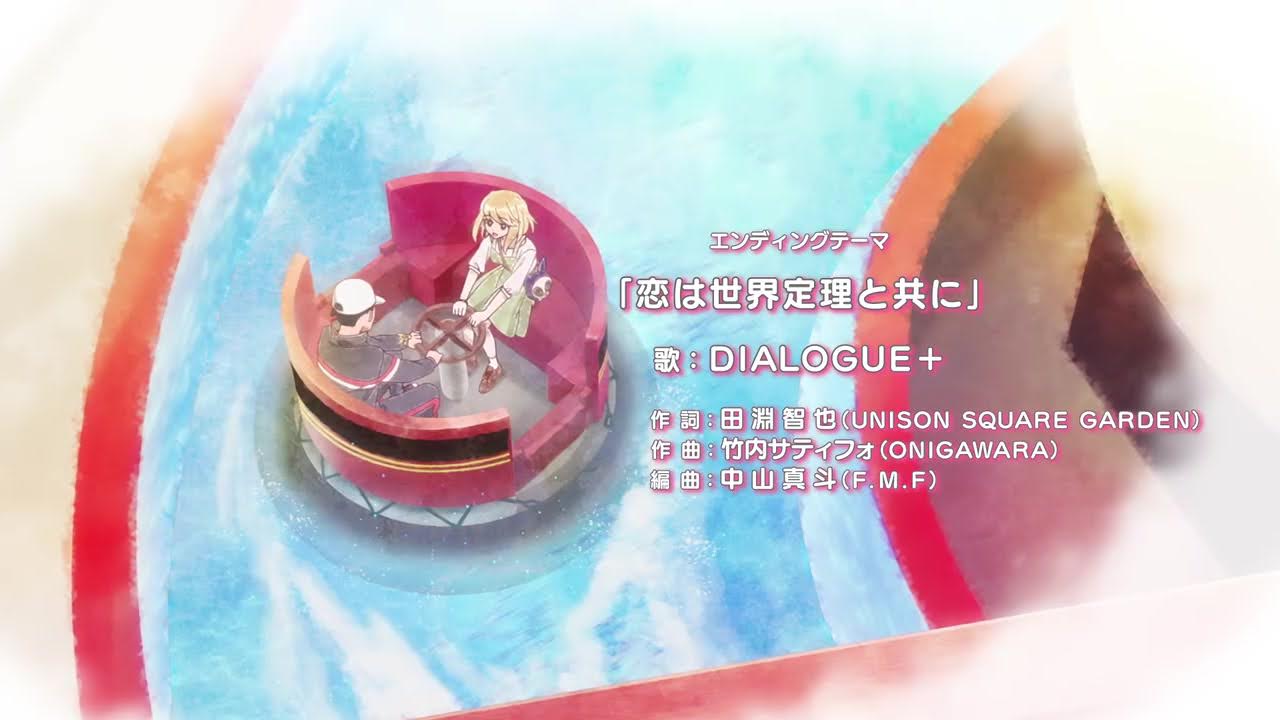 エンディングテーマ
「恋は世界定理と共に」
歌：DIALOGUE＋
作詞：田淵智也(UNISON SQUARE GARDEN)
作曲：竹内サティフォ(ONIGAWARA)
編曲：中山真斗(F.M.F)